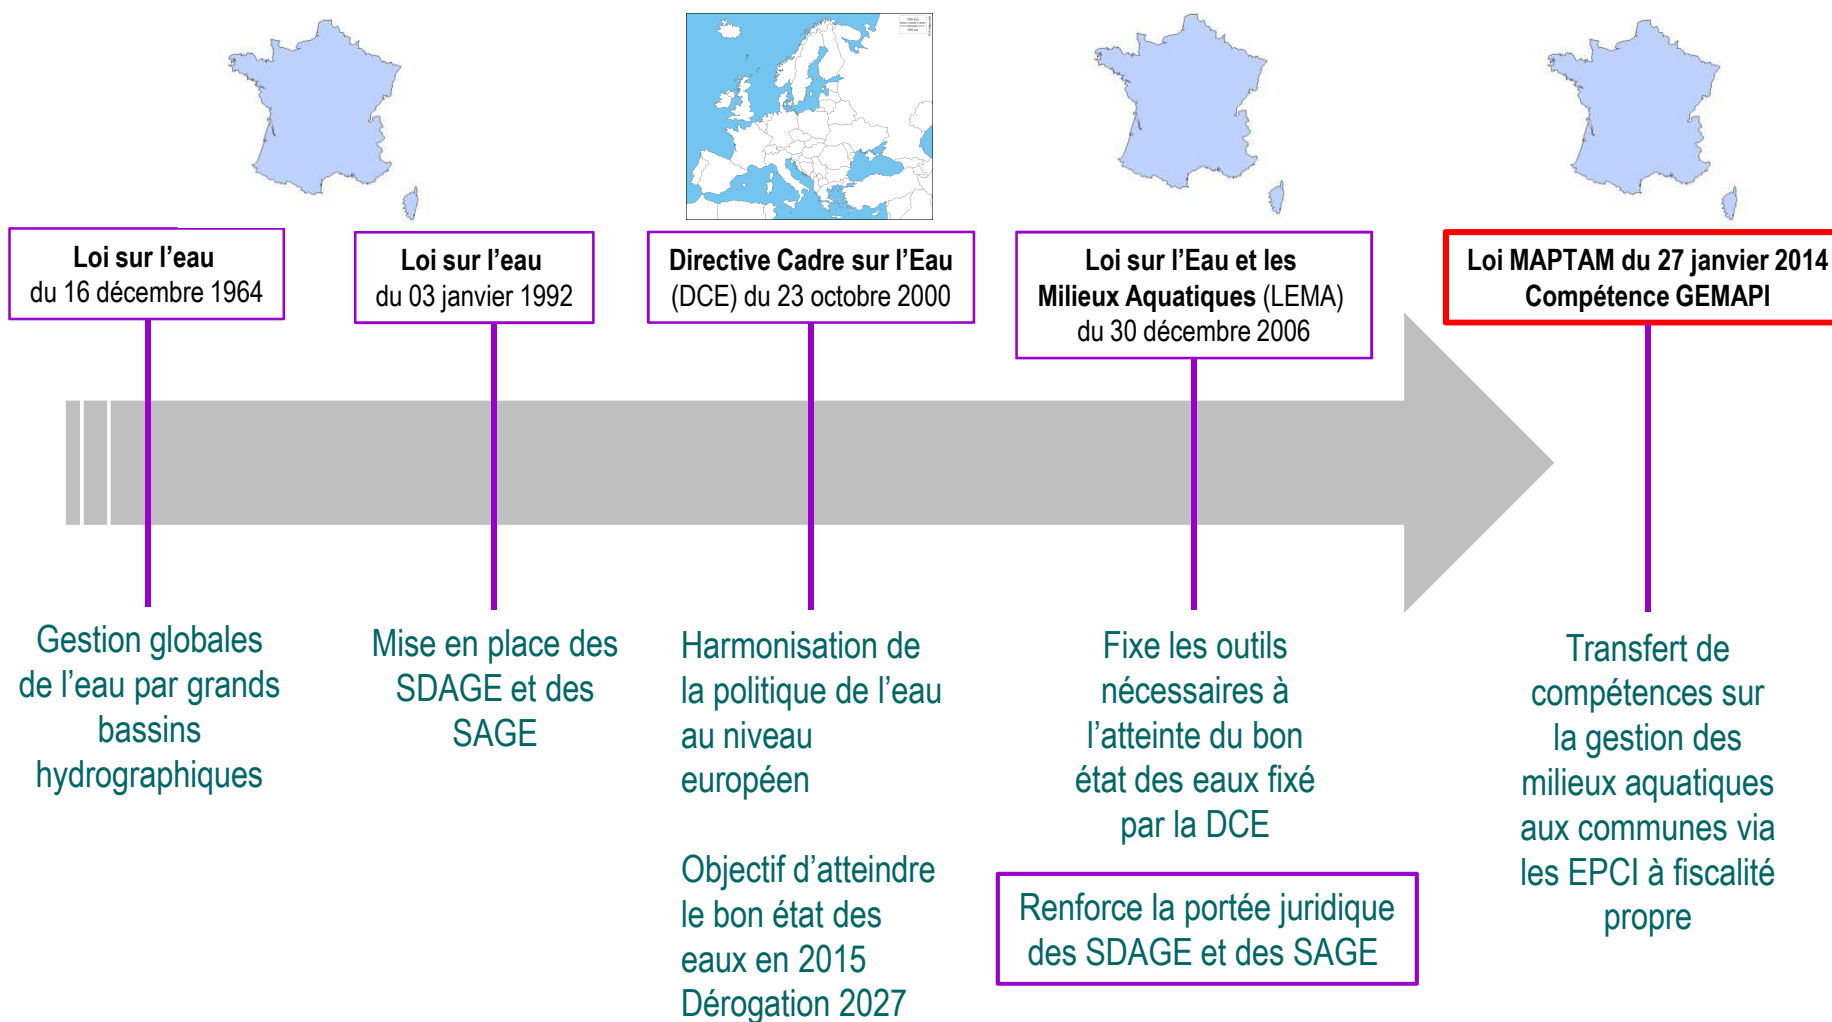 Loi sur l’eau
du 16 décembre 1964
Loi sur l’eau
du 03 janvier 1992
Directive Cadre sur l’Eau
(DCE) du 23 octobre 2000
Loi sur l’Eau et les
Milieux Aquatiques (LEMA)
du 30 décembre 2006
Loi MAPTAM du 27 janvier 2014
Compétence GEMAPI
Gestion globales
de l’eau par grands
bassins
hydrographiques
Mise en place des
SDAGE et des
SAGE
Harmonisation de
la politique de l’eau
au niveau
européen
Objectif d’atteindre
le bon état des
eaux en 2015
Dérogation 2027
Fixe les outils
nécessaires à
l’atteinte du bon
état des eaux fixé
par la DCE
Renforce la portée juridique
des SDAGE et des SAGE
Transfert de
compétences sur
la gestion des
milieux aquatiques
aux communes via
les EPCI à fiscalité
propre